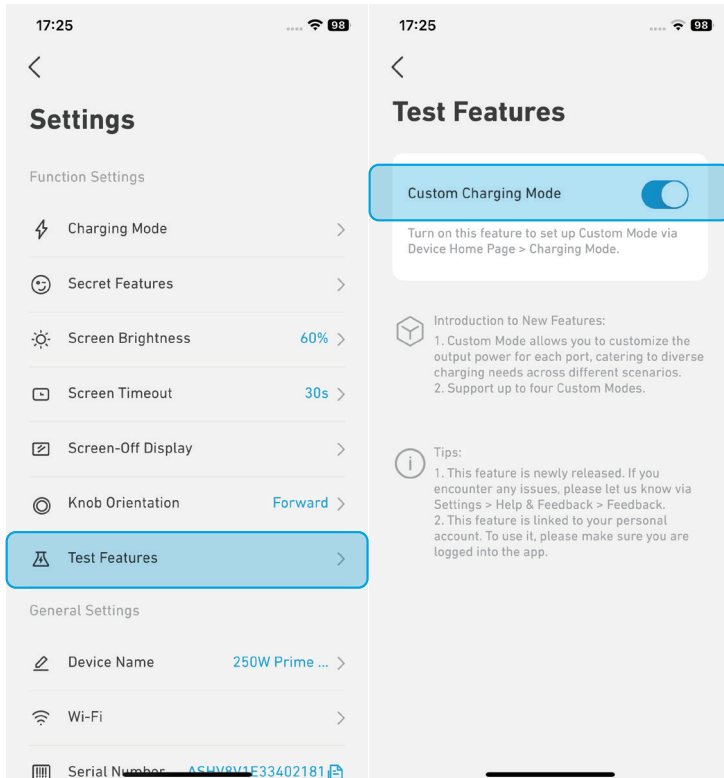 17:25
98
Settings
Function Settings
Charging Mode
Secret Features
Screen Brightness 60%
Screen Timeout 30s
Screen-Off Display
Knob Orientation Forward
Test Features
General Settings
Device Name 250W Prime ...
Wi-Fi
Serial Number ASHV8V1E33402181
17:25
98
Test Features
Custom Charging Mode
Turn on this feature to set up Custom Mode via
Device Home Page > Charging Mode.
Introduction to New Features:
1. Custom Mode allows you to customize the
output power for each port, catering to diverse
charging needs across different scenarios.
2. Support up to four Custom Modes.
Tips:
1. This feature is newly released. If you
encounter any issues, please let us know via
Settings > Help & Feedback > Feedback.
2. This feature is linked to your personal
account. To use it, please make sure you are
logged into the app.